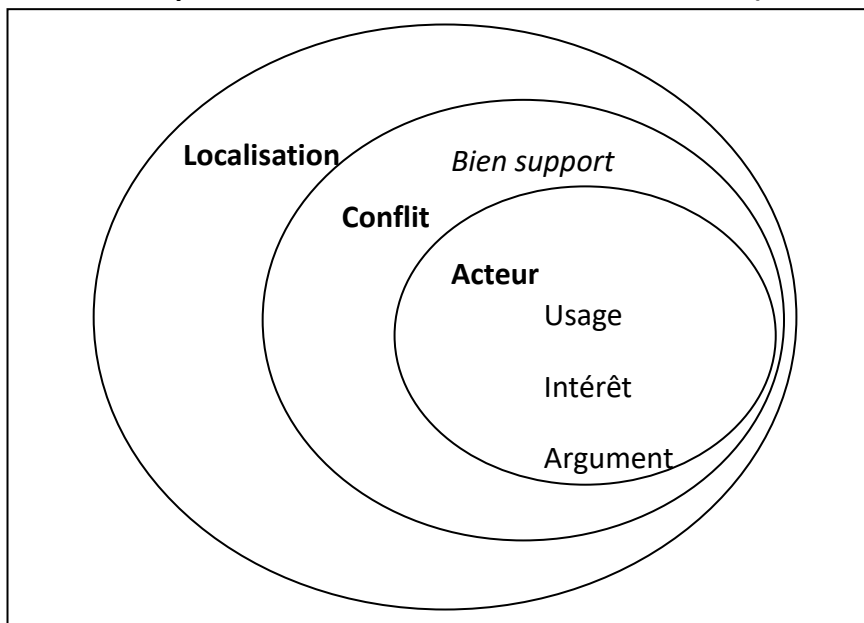 Localisation
Bien support
Conflit
Acteur
Usage
Intérêt
Argument